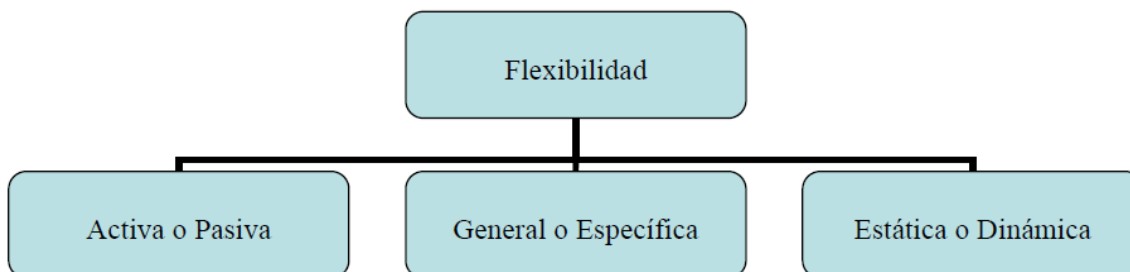 Flexibilidad
Activa o Pasiva
General o Específica
Estática o Dinámica